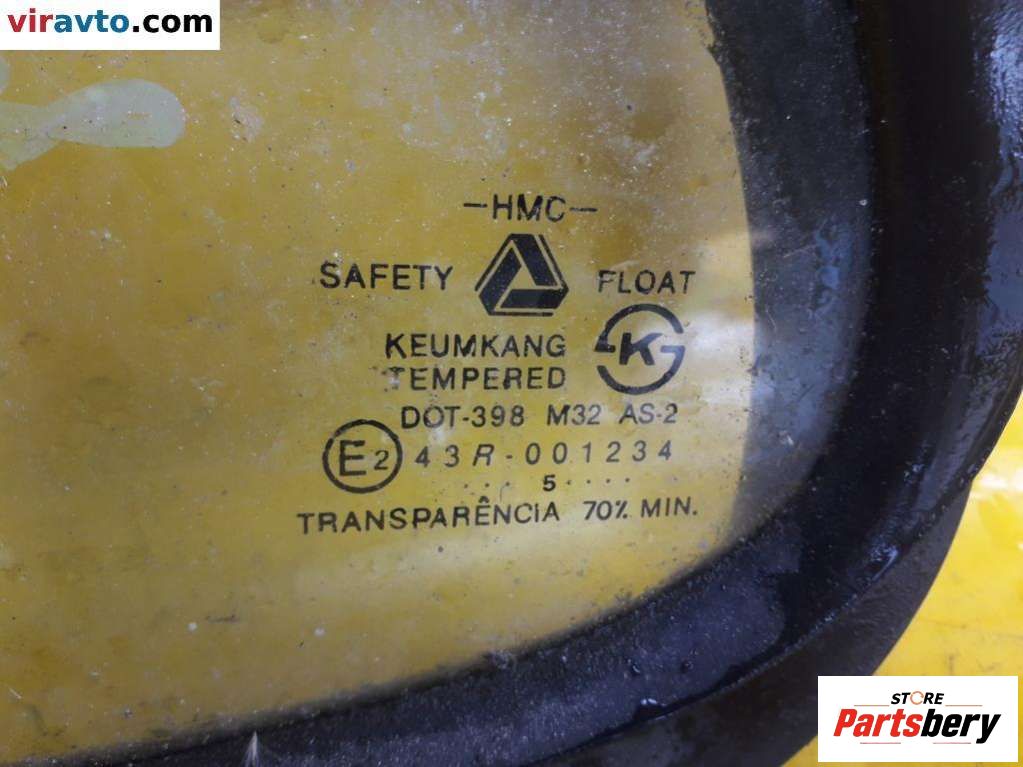 viravto.com
-HMC-
SAFETY FLOAT
KEUMKANG
TEMPERED
DOT-398 M32 AS-2
E2 43R-001234
··· 5 ····
TRANSPARÊNCIA 70% MIN.
STORE
Partsbery